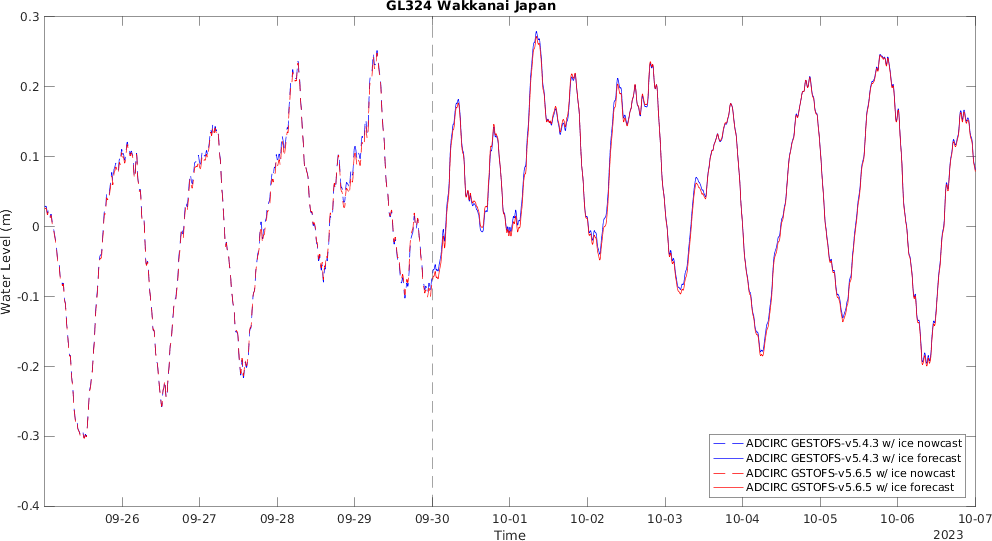 GL324 Wakkanai Japan
0.3
0.2
0.1
0
-0.1
-0.2
-0.3
-0.4
Water Level (m)
ADCIRC GESTOFS-v5.4.3 w/ ice nowcast
ADCIRC GESTOFS-v5.4.3 w/ ice forecast
ADCIRC GSTOFS-v5.6.5 w/ ice nowcast
ADCIRC GSTOFS-v5.6.5 w/ ice forecast
09-26 09-27 09-28 09-29 09-30 10-01 10-02 10-03 10-04 10-05 10-06 10-07
Time
2023